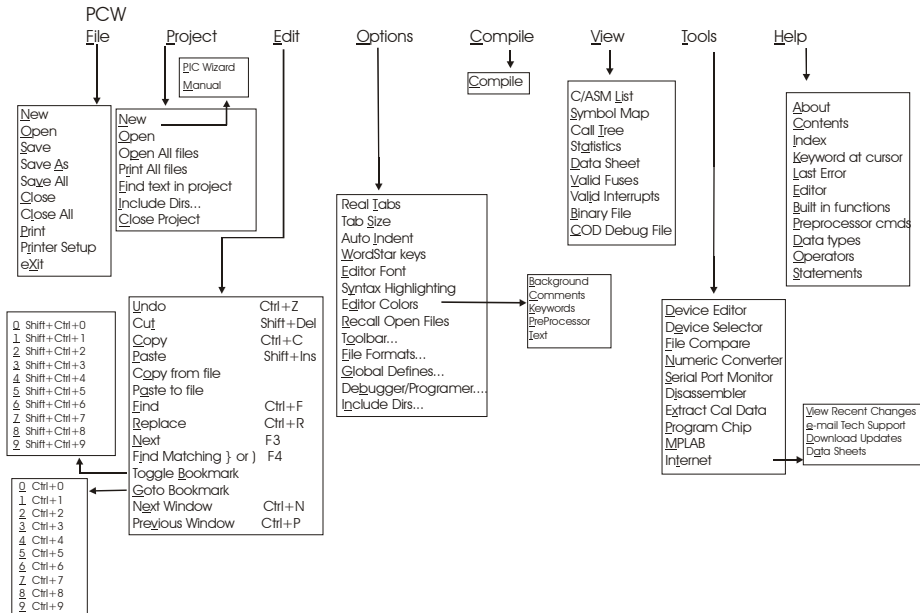 PCW
File Project Edit Options Compile View Tools Help
New
Open
Save
Save As
Save All
Close
Close All
Print
Printer Setup
eXit
PIC Wizard
Manual
New
Open
Open All files
Print All files
Find text in project
Include Dirs...
Close Project
Undo Ctrl+Z
Cut Shift+Del
Copy Ctrl+C
Paste Shift+Ins
Copy from file
Paste to file
Find Ctrl+F
Replace Ctrl+R
Next F3
Find Matching } or ) F4
Toggle Bookmark
Goto Bookmark
Next Window Ctrl+N
Previous Window Ctrl+P
0 Shift+Ctrl+0
1 Shift+Ctrl+1
2 Shift+Ctrl+2
3 Shift+Ctrl+3
4 Shift+Ctrl+4
5 Shift+Ctrl+5
6 Shift+Ctrl+6
7 Shift+Ctrl+7
8 Shift+Ctrl+8
9 Shift+Ctrl+9
0 Ctrl+0
1 Ctrl+1
2 Ctrl+2
3 Ctrl+3
4 Ctrl+4
5 Ctrl+5
6 Ctrl+6
7 Ctrl+7
8 Ctrl+8
9 Ctrl+9
Real Tabs
Tab Size
Auto Indent
WordStar keys
Editor Font
Syntax Highlighting
Editor Colors
Recall Open Files
Toolbar...
File Formats...
Global Defines...
Debugger/Programer....
Include Dirs...
Background
Comments
Keywords
PreProcessor
Text
Compile
C/ASM List
Symbol Map
Call Tree
Statistics
Data Sheet
Valid Fuses
Valid Interrupts
Binary File
COD Debug File
Device Editor
Device Selector
File Compare
Numeric Converter
Serial Port Monitor
Disassembler
Extract Cal Data
Program Chip
MPLAB
Internet
View Recent Changes
e-mail Tech Support
Download Updates
Data Sheets
About
Contents
Index
Keyword at cursor
Last Error
Editor
Built in functions
Preprocessor cmds
Data types
Operators
Statements